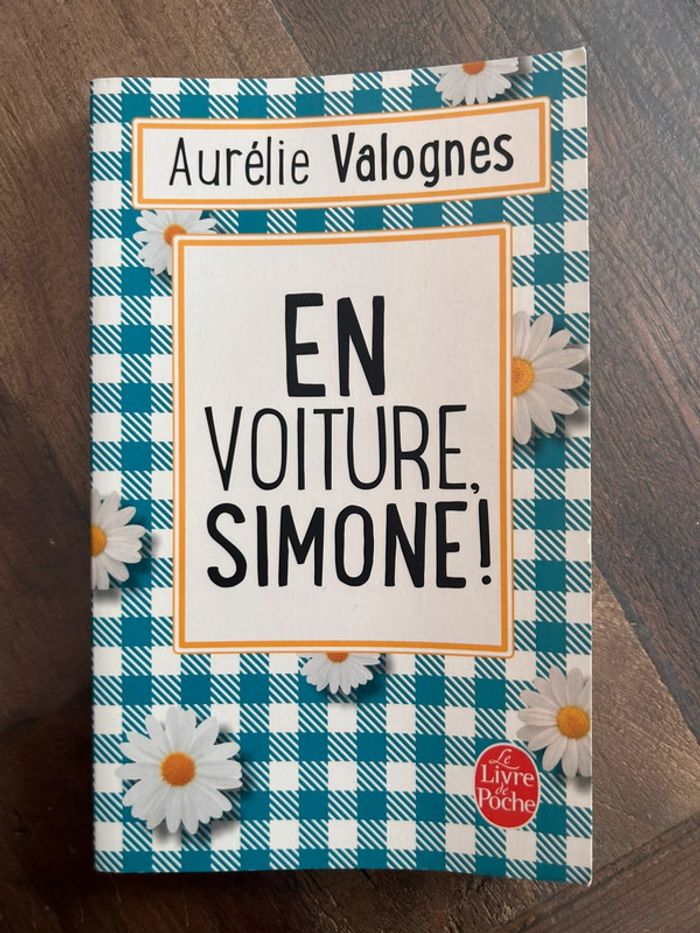 Aurélie Valognes
EN
VOITURE,
SIMONE!
Le
Livre
de
Poche